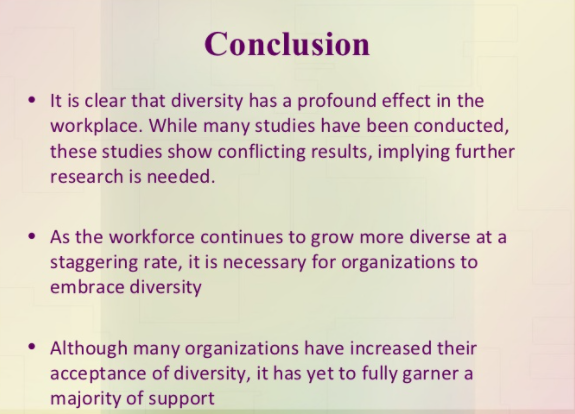 Conclusion
• It is clear that diversity has a profound effect in the
workplace. While many studies have been conducted,
these studies show conflicting results, implying further
research is needed.
• As the workforce continues to grow more diverse at a
staggering rate, it is necessary for organizations to
embrace diversity
• Although many organizations have increased their
acceptance of diversity, it has yet to fully garner a
majority of support